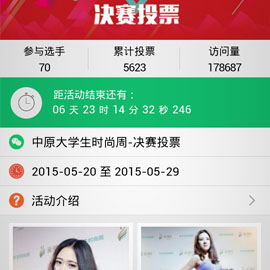 决赛投票
参与选手 累计投票 访问量
70 5623 178687
距活动结束还有：
06 天 23 时 14 分 32 秒 246
中原大学生时尚周-决赛投票
2015-05-20 至 2015-05-29
活动介绍